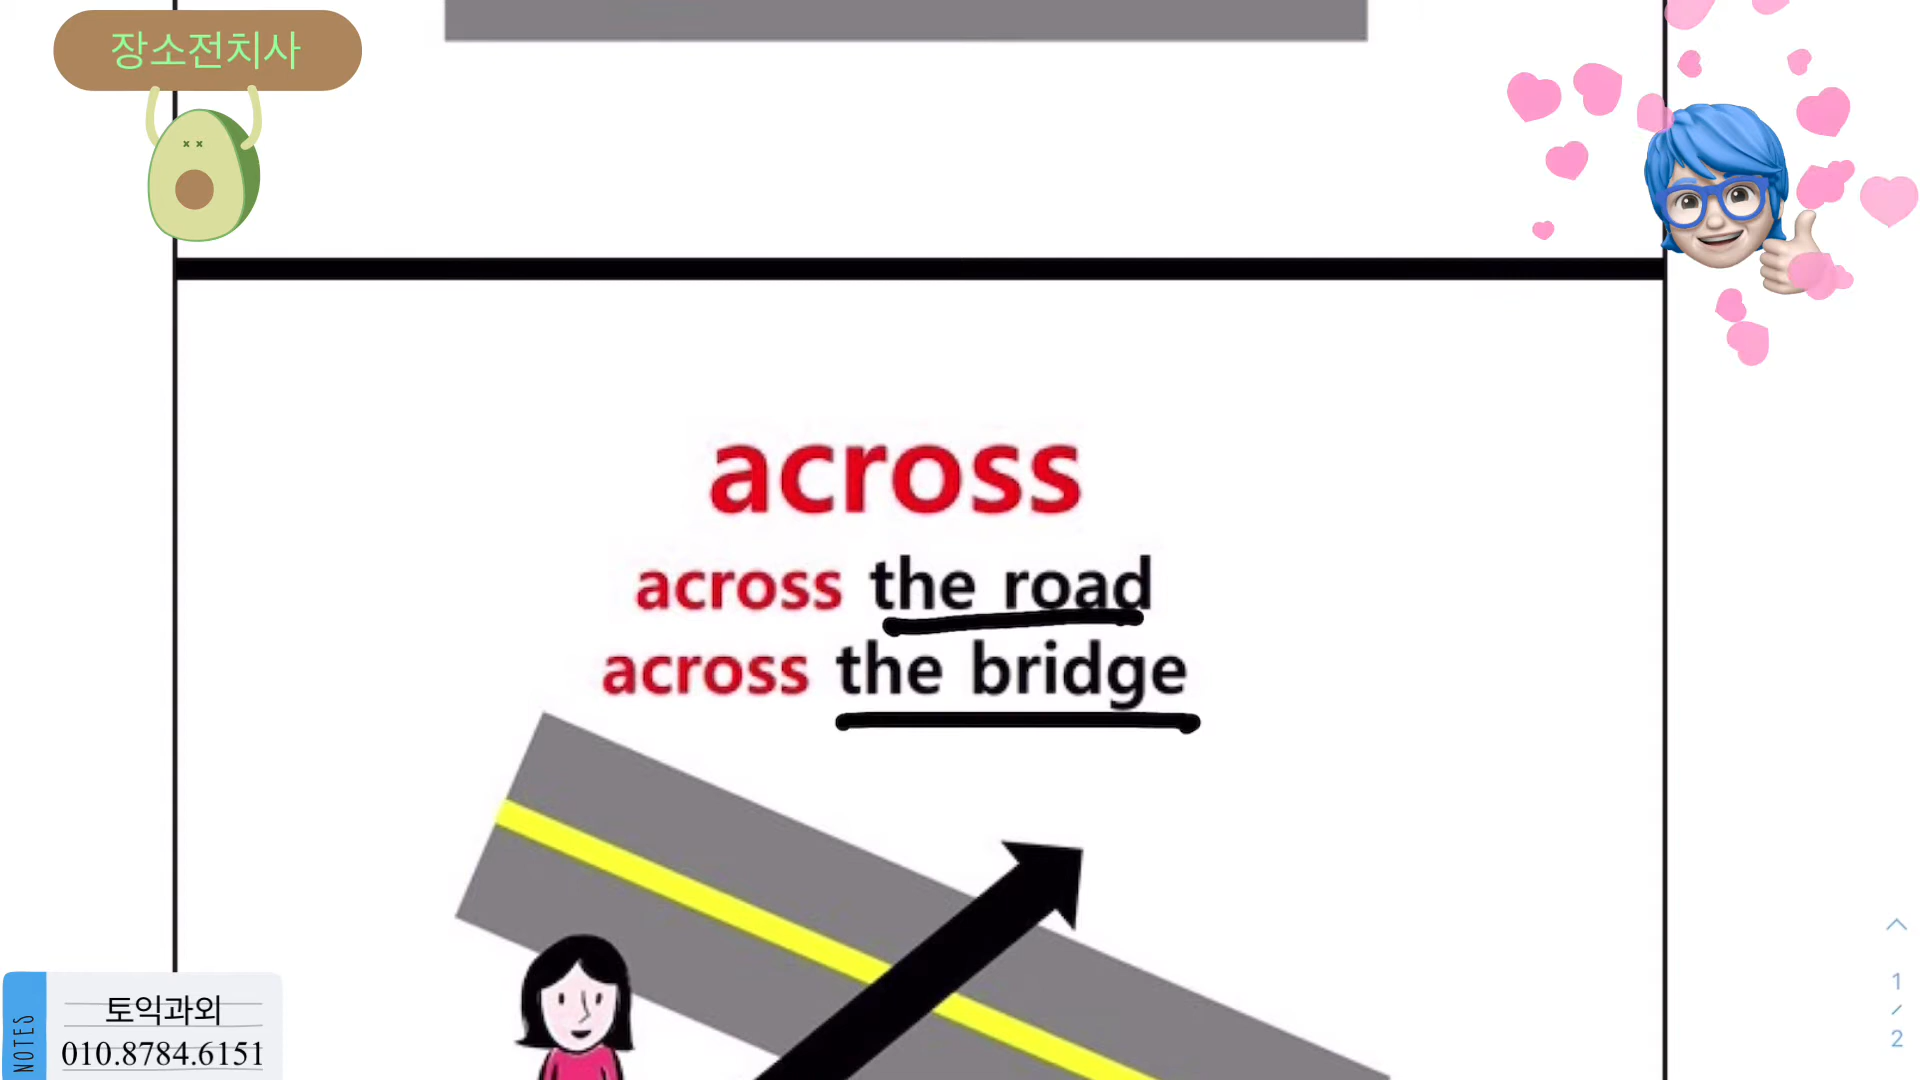 장소전치사
across
across the road
across the bridge
NOTES
토익과외
010.8784.6151
1
/
2